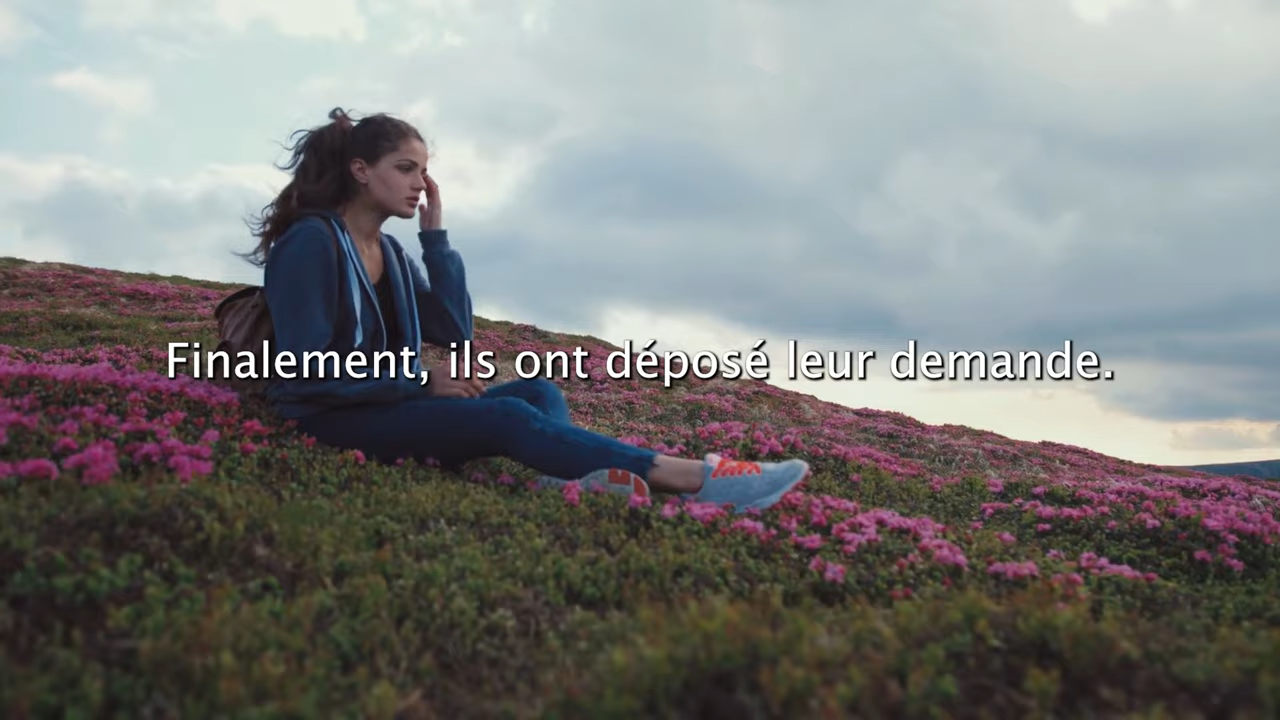 Finalement, ils ont déposé leur demande.